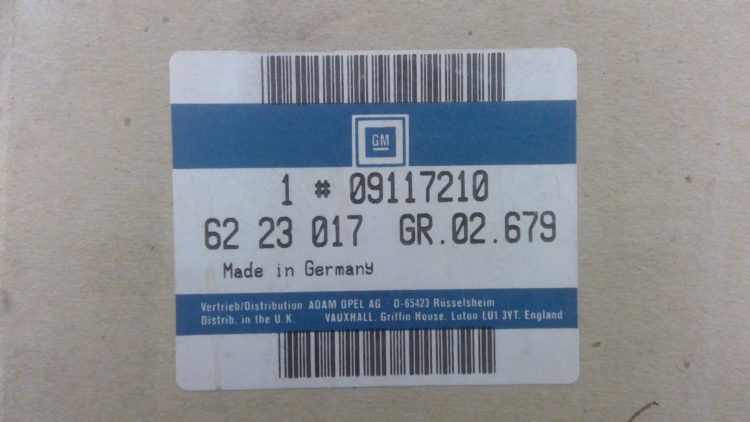 GM
1 # 09117210
62 23 017 GR.02.679
Made in Germany
Vertrieb/Distribution ADAM OPEL AG · D-65423 Rüsselsheim
Distrib. in the U.K. VAUXHALL, Griffin House, Luton LU1 3YT. England